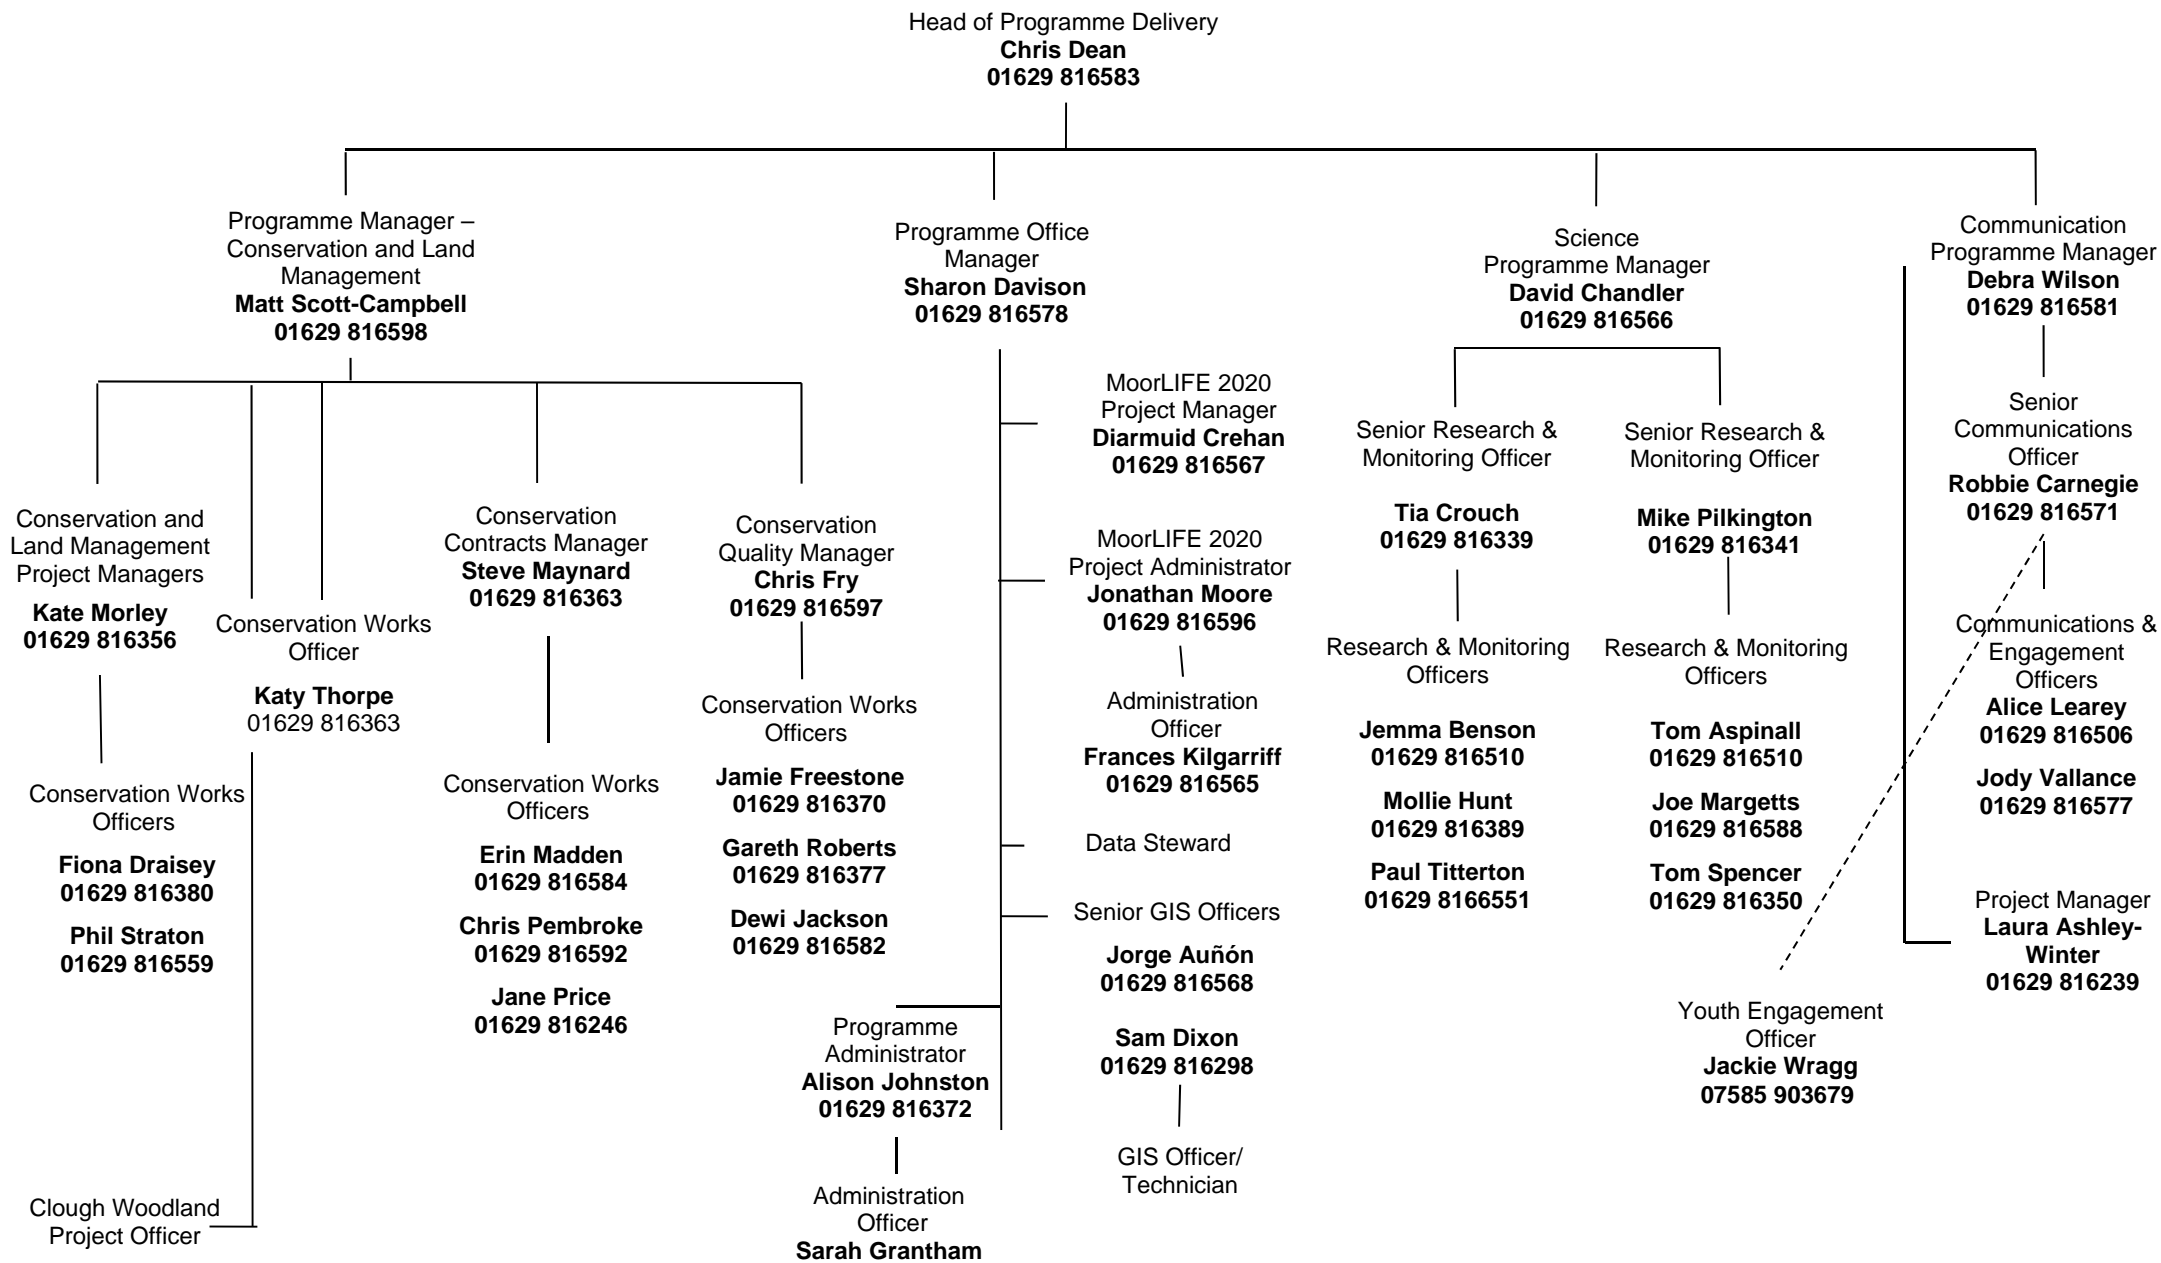 Head of Programme Delivery
Chris Dean
01629 816583
Programme Manager –
Conservation and Land
Management
Matt Scott-Campbell
01629 816598
Conservation and
Land Management
Project Managers
Kate Morley
01629 816356
Conservation Works
Officers
Fiona Draisey
01629 816380
Phil Straton
01629 816559
Conservation Works
Officer
Katy Thorpe
01629 816363
Clough Woodland
Project Officer
Conservation
Contracts Manager
Steve Maynard
01629 816363
Conservation Works
Officers
Erin Madden
01629 816584
Chris Pembroke
01629 816592
Jane Price
01629 816246
Conservation
Quality Manager
Chris Fry
01629 816597
Conservation Works
Officers
Jamie Freestone
01629 816370
Gareth Roberts
01629 816377
Dewi Jackson
01629 816582
Programme Office
Manager
Sharon Davison
01629 816578
MoorLIFE 2020
Project Manager
Diarmuid Crehan
01629 816567
MoorLIFE 2020
Project Administrator
Jonathan Moore
01629 816596
Administration
Officer
Frances Kilgarriff
01629 816565
Data Steward
Senior GIS Officers
Jorge Auñón
01629 816568
Sam Dixon
01629 816298
GIS Officer/
Technician
Programme
Administrator
Alison Johnston
01629 816372
Administration
Officer
Sarah Grantham
Science
Programme Manager
David Chandler
01629 816566
Senior Research &
Monitoring Officer
Tia Crouch
01629 816339
Research & Monitoring
Officers
Jemma Benson
01629 816510
Mollie Hunt
01629 816389
Paul Titterton
01629 8166551
Senior Research &
Monitoring Officer
Mike Pilkington
01629 816341
Research & Monitoring
Officers
Tom Aspinall
01629 816510
Joe Margetts
01629 816588
Tom Spencer
01629 816350
Communication
Programme Manager
Debra Wilson
01629 816581
Senior
Communications
Officer
Robbie Carnegie
01629 816571
Communications &
Engagement
Officers
Alice Learey
01629 816506
Jody Vallance
01629 816577
Project Manager
Laura Ashley-
Winter
01629 816239
Youth Engagement
Officer
Jackie Wragg
07585 903679